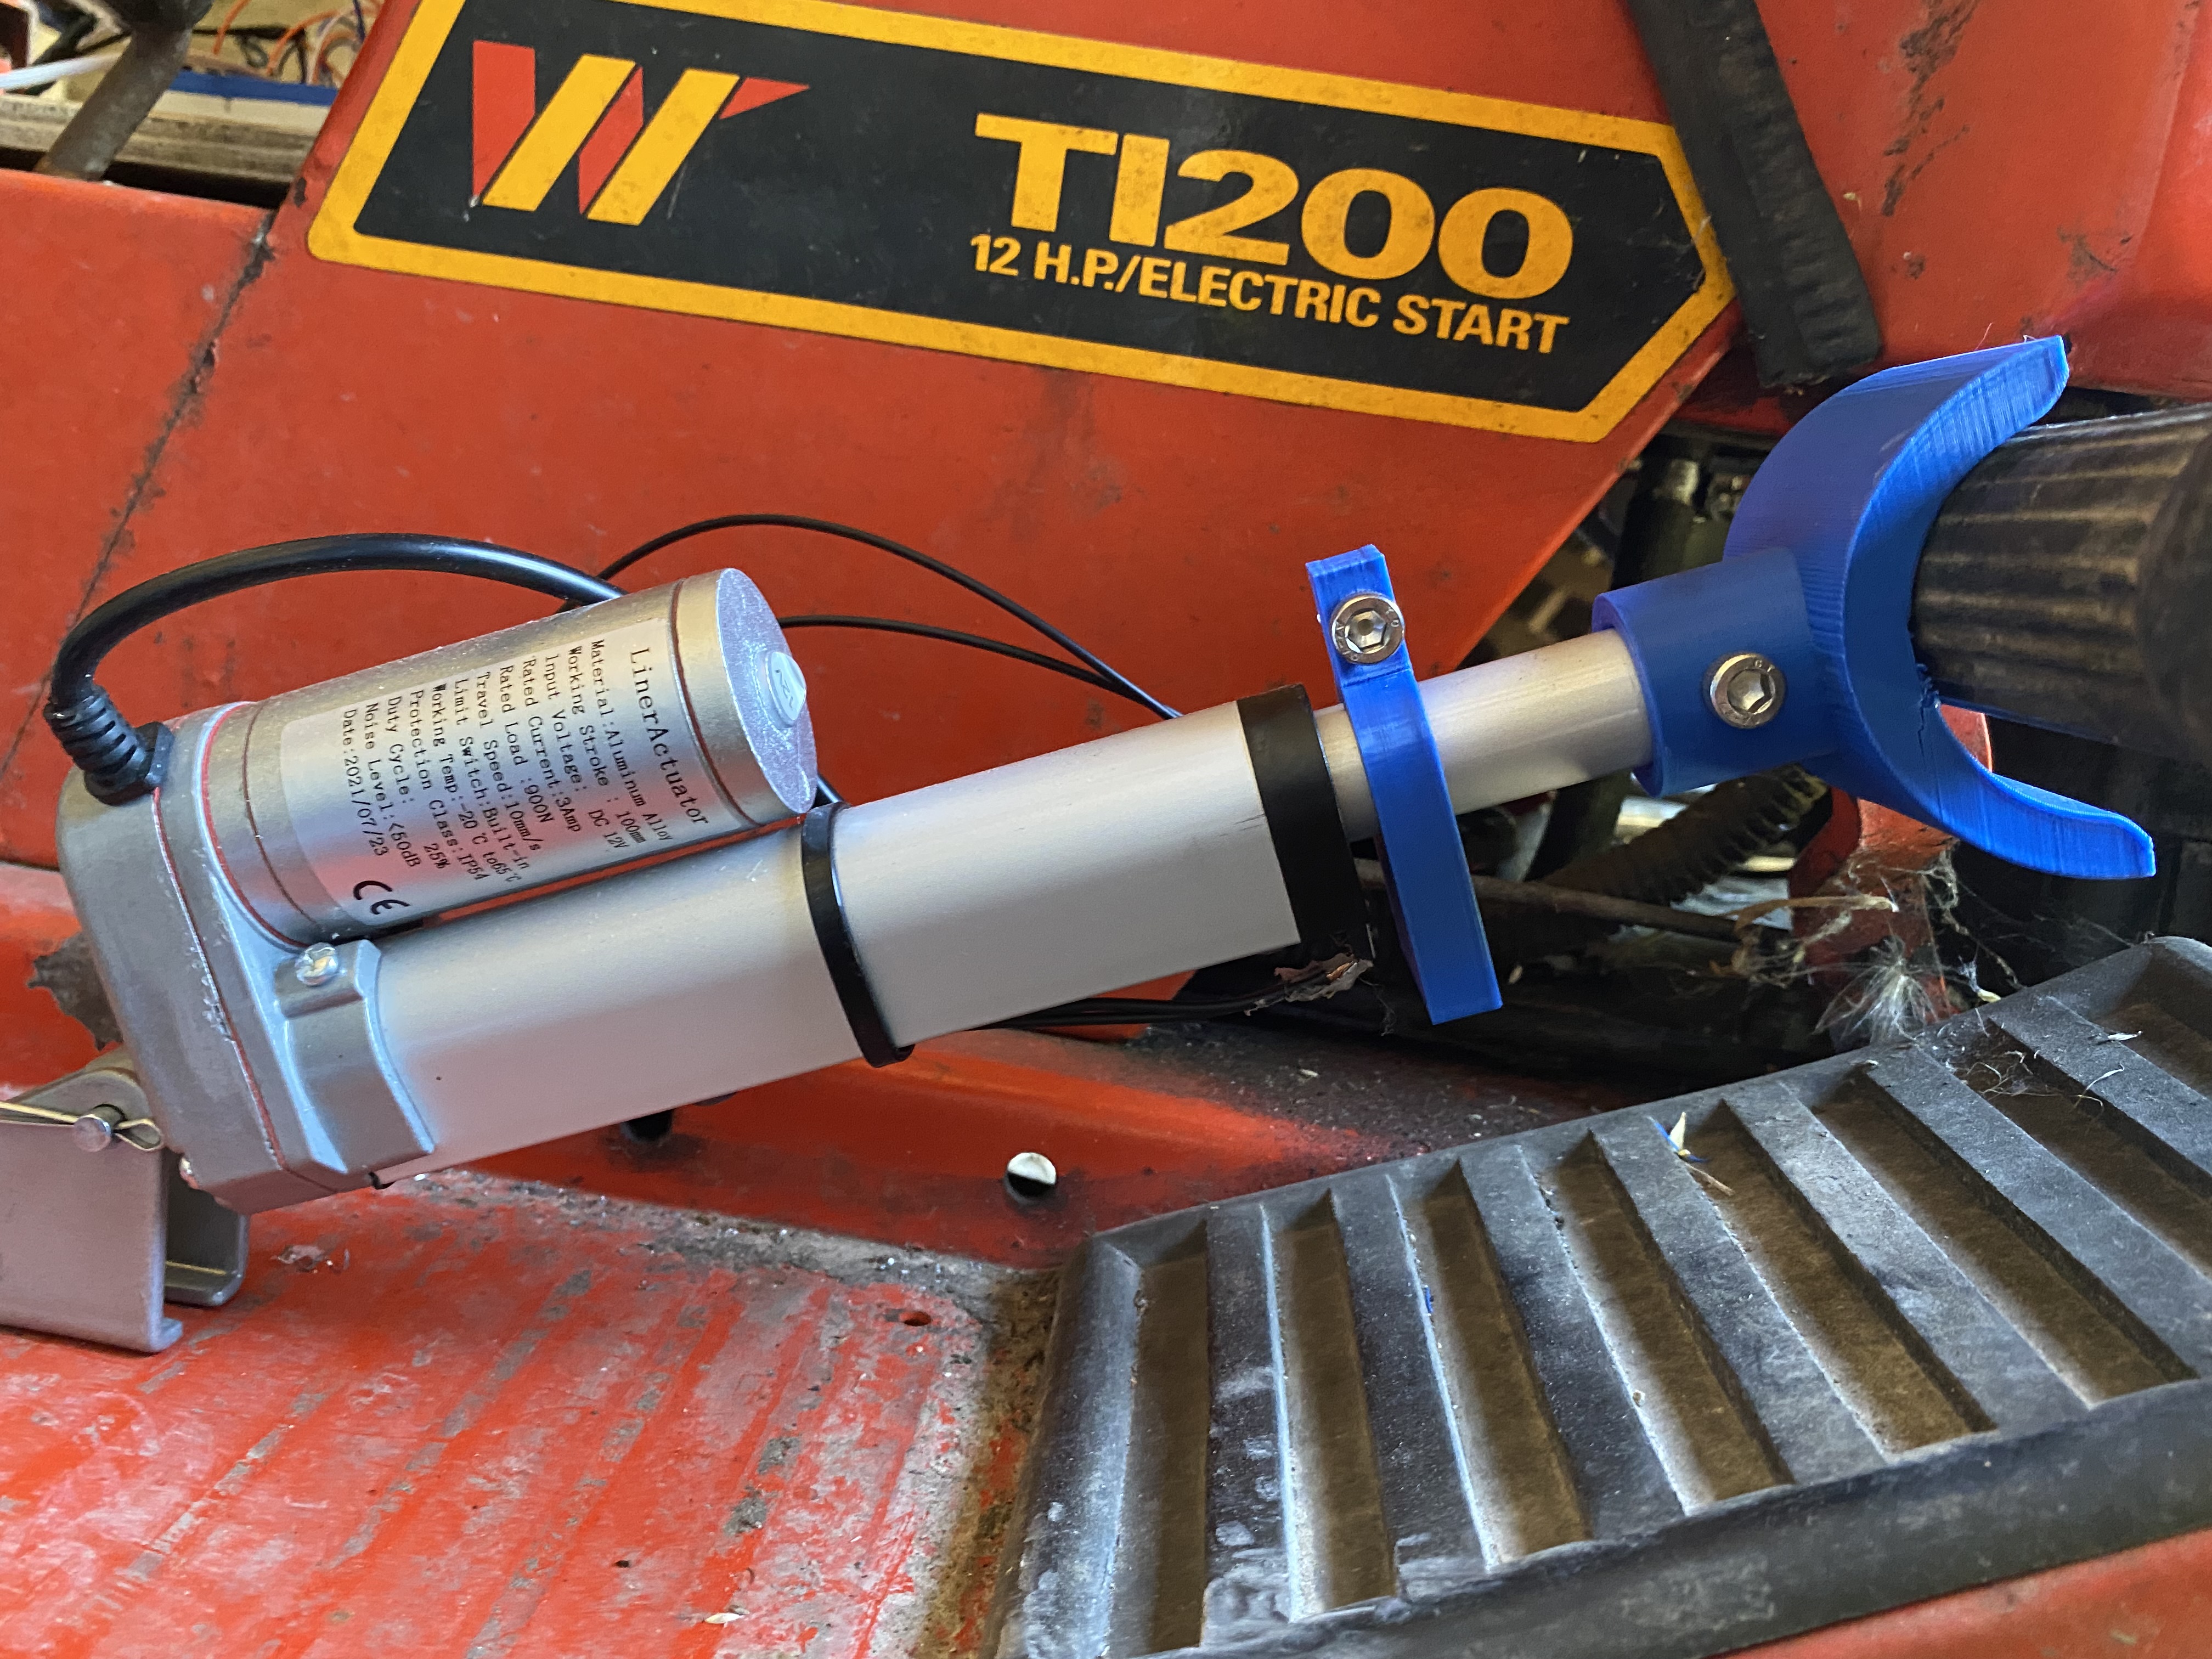 W
T1200
12 H.P./ELECTRIC START
LinerActuator
Material:Aluminum Alloy
Working Stroke : 100mm
Input Voltage: DC 12V
Rated Current:3Amp
Rated Load :900N
Travel Speed:10mm/s
Limit Switch:Built-in
Working Temp:-20℃ to65℃
Protection Class:IP54
Duty Cycle: 25%
Noise Level:<50dB
Date:2021/07/23
CE